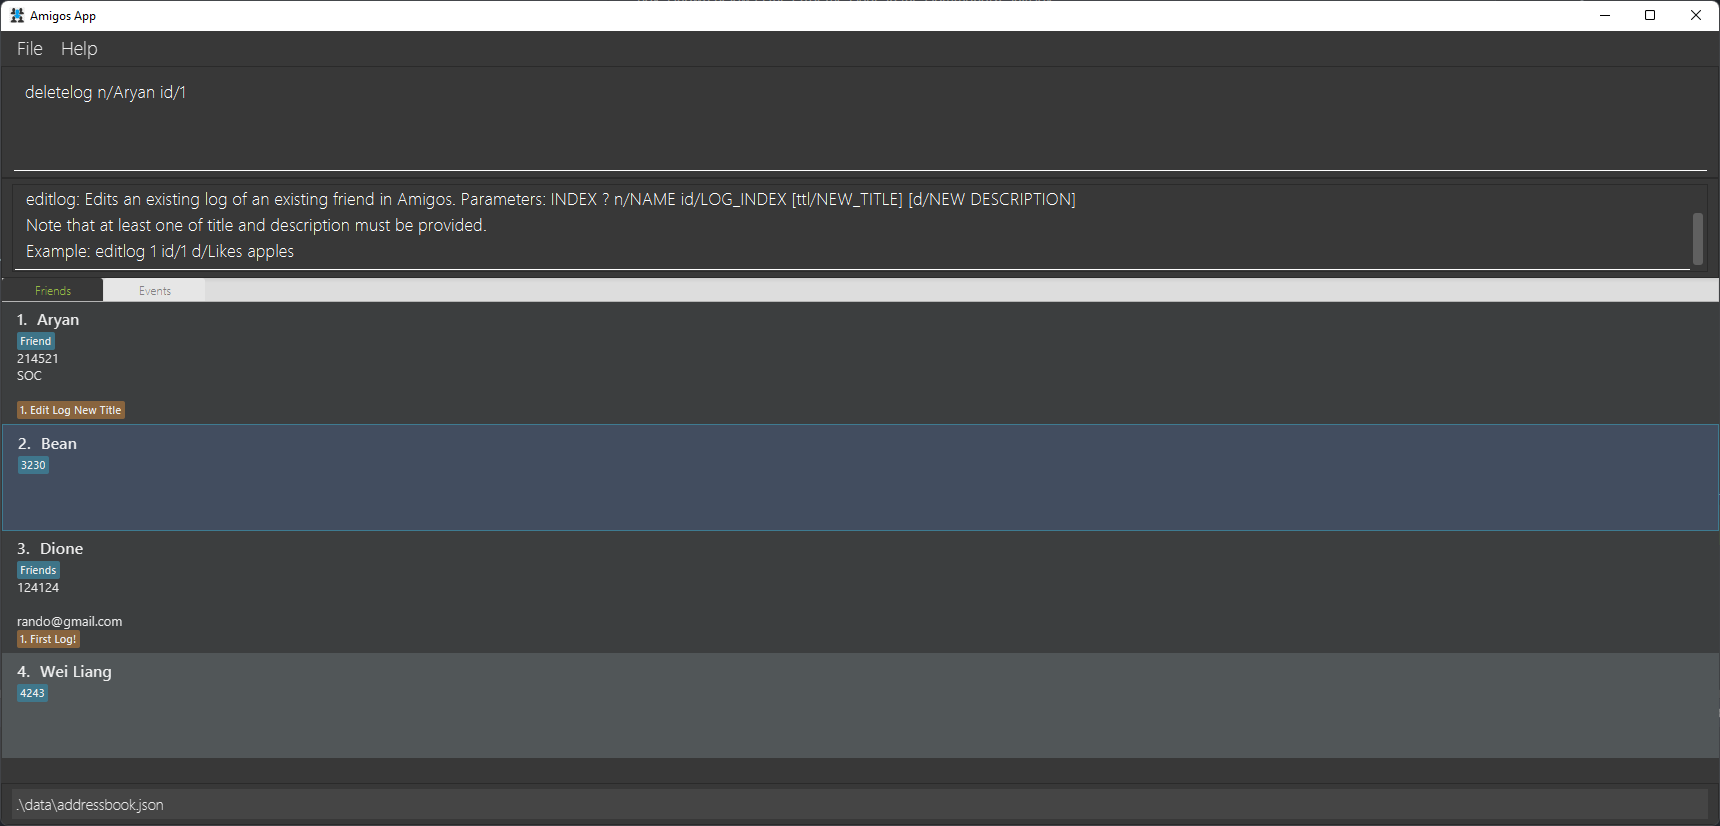 Amigos App
File Help
deletelog n/Aryan id/1
editlog: Edits an existing log of an existing friend in Amigos. Parameters: INDEX ? n/NAME id/LOG_INDEX [ttl/NEW_TITLE] [d/NEW DESCRIPTION]
Note that at least one of title and description must be provided.
Example: editlog 1 id/1 d/Likes apples
Friends Events
1. Aryan
Friend
214521
SOC
1. Edit Log New Title
2. Bean
3230
3. Dione
Friends
124124
rando@gmail.com
1. First Log!
4. Wei Liang
4243
.\data\addressbook.json